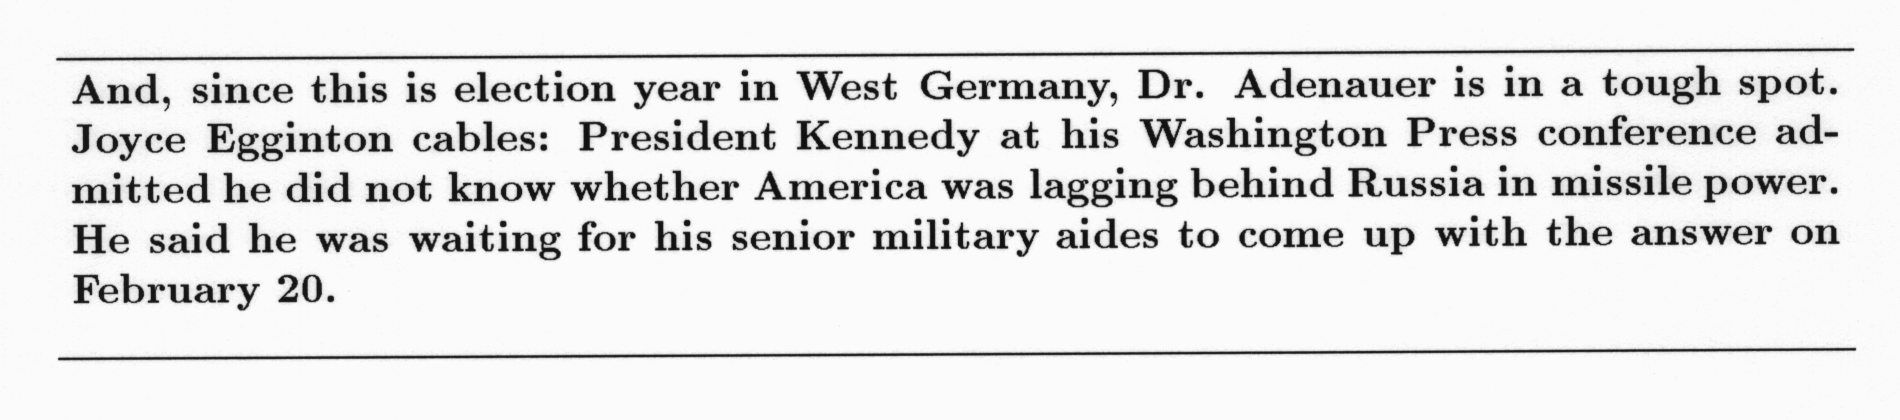 And, since this is election year in West Germany, Dr. Adenauer is in a tough spot.
Joyce Egginton cables: President Kennedy at his Washington Press conference ad-
mitted he did not know whether America was lagging behind Russia in missile power.
He said he was waiting for his senior military aides to come up with the answer on
February 20.